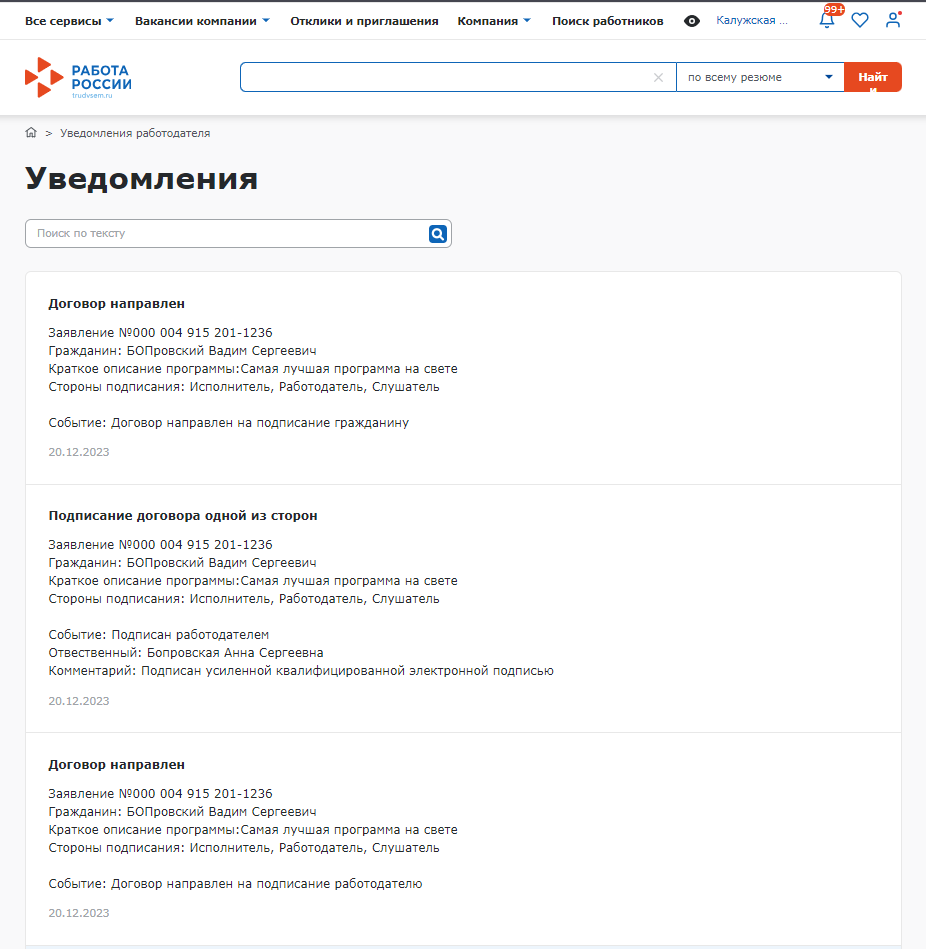 Все сервисы Вакансии компании Отклики и приглашения Компания Поиск работников Калужская ... 99+
РАБОТА
РОССИИ
trudvsem.ru
по всему резюме
Найт
и
> Уведомления работодателя
Уведомления
Поиск по тексту
Договор направлен
Заявление №000 004 915 201-1236
Гражданин: БОПровский Вадим Сергеевич
Краткое описание программы:Самая лучшая программа на свете
Стороны подписания: Исполнитель, Работодатель, Слушатель
Событие: Договор направлен на подписание гражданину
20.12.2023
Подписание договора одной из сторон
Заявление №000 004 915 201-1236
Гражданин: БОПровский Вадим Сергеевич
Краткое описание программы:Самая лучшая программа на свете
Стороны подписания: Исполнитель, Работодатель, Слушатель
Событие: Подписан работодателем
Отвественный: Бопровская Анна Сергеевна
Комментарий: Подписан усиленной квалифицированной электронной подписью
20.12.2023
Договор направлен
Заявление №000 004 915 201-1236
Гражданин: БОПровский Вадим Сергеевич
Краткое описание программы:Самая лучшая программа на свете
Стороны подписания: Исполнитель, Работодатель, Слушатель
Событие: Договор направлен на подписание работодателю
20.12.2023